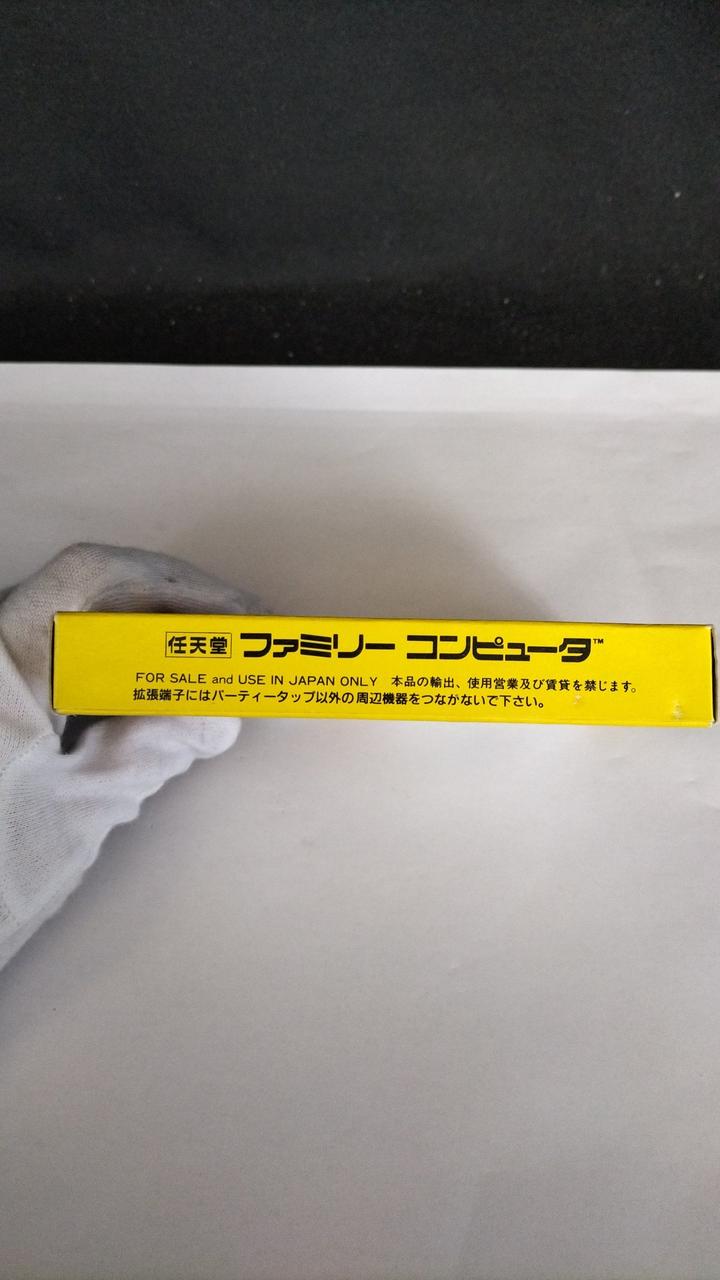 任天堂 ファミリー コンピュータ™
FOR SALE and USE IN JAPAN ONLY 本品の輸出、使用営業及び賃貸を禁じます。
拡張端子にはパーティータップ以外の周辺機器をつながないで下さい。